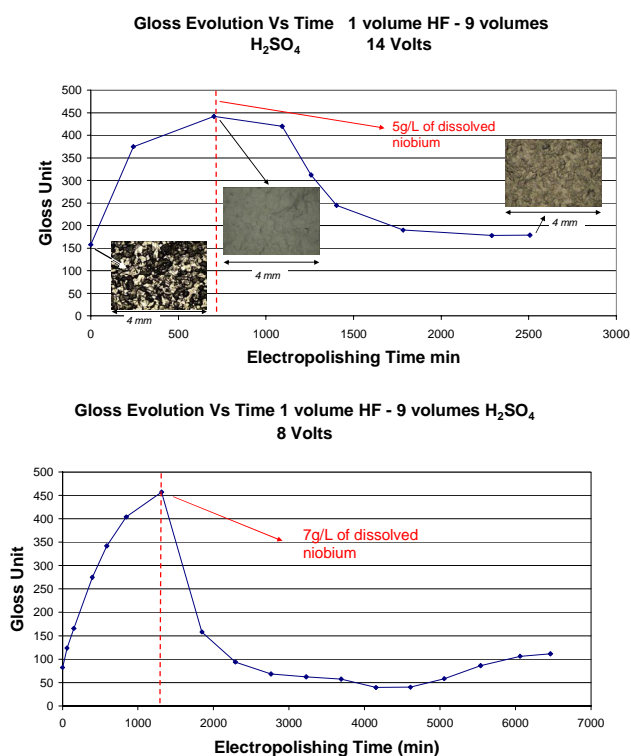 Gloss Evolution Vs Time 1 volume HF - 9 volumes
H₂SO₄ 14 Volts
500
450
400
350
300
250
200
150
100
50
0
Gloss Unit
5g/L of dissolved
niobium
4 mm
4 mm
4 mm
0 500 1000 1500 2000 2500 3000
Electropolishing Time min
Gloss Evolution Vs Time 1 volume HF - 9 volumes H₂SO₄
8 Volts
500
450
400
350
300
250
200
150
100
50
0
Gloss Unit
7g/L of dissolved
niobium
0 1000 2000 3000 4000 5000 6000 7000
Electropolishing Time (min)